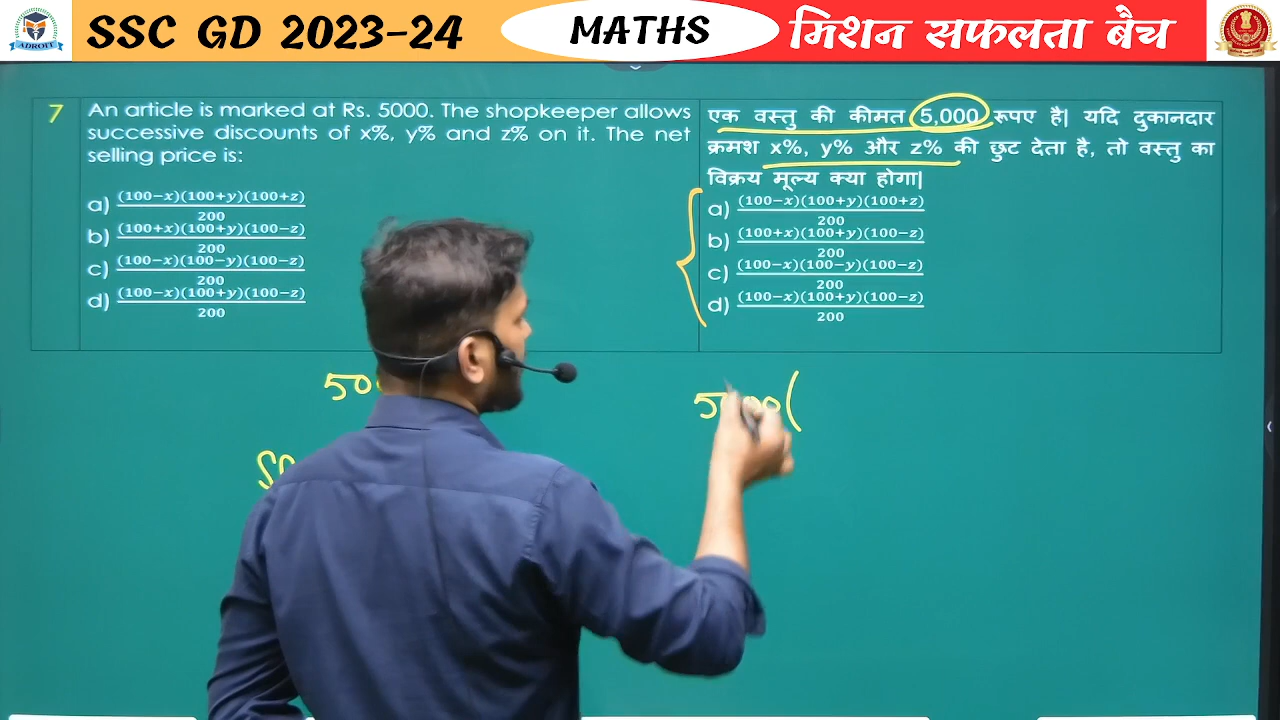 SSC GD 2023-24
MATHS
मिशन सफलता बैच
ADROIT
7
An article is marked at Rs. 5000. The shopkeeper allows
successive discounts of x%, y% and z% on it. The net
selling price is:
a) (100−x)(100+y)(100+z)
200
b) (100+x)(100+y)(100−z)
200
c) (100−x)(100−y)(100−z)
200
d) (100−x)(100+y)(100−z)
200
एक वस्तु की कीमत 5,000 रूपए है| यदि दुकानदार
क्रमश x%, y% और z% की छुट देता है, तो वस्तु का
विक्रय मूल्य क्या होगा|
a) (100−x)(100+y)(100+z)
200
b) (100+x)(100+y)(100−z)
200
c) (100−x)(100−y)(100−z)
200
d) (100−x)(100+y)(100−z)
200